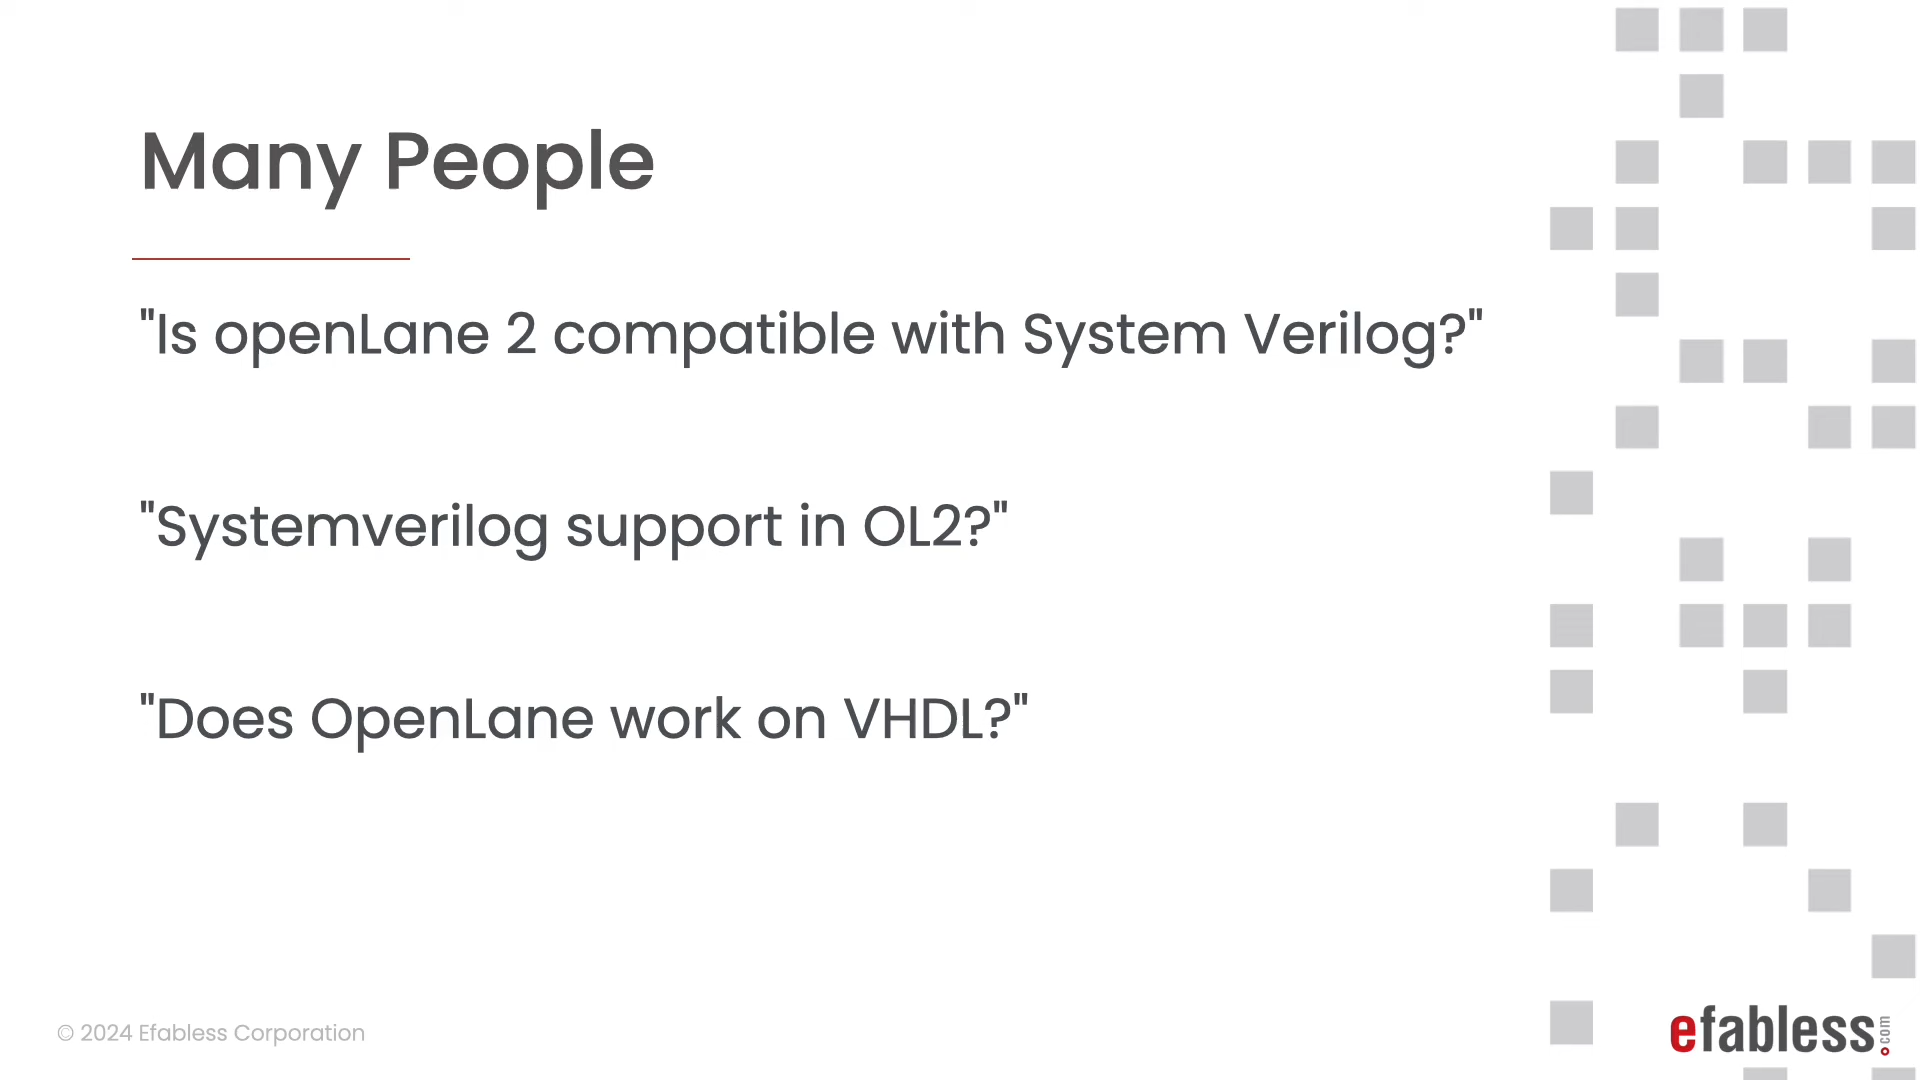 Many People
"Is openLane 2 compatible with System Verilog?"
"Systemverilog support in OL2?"
"Does OpenLane work on VHDL?"
© 2024 Efabless Corporation
efabless.com